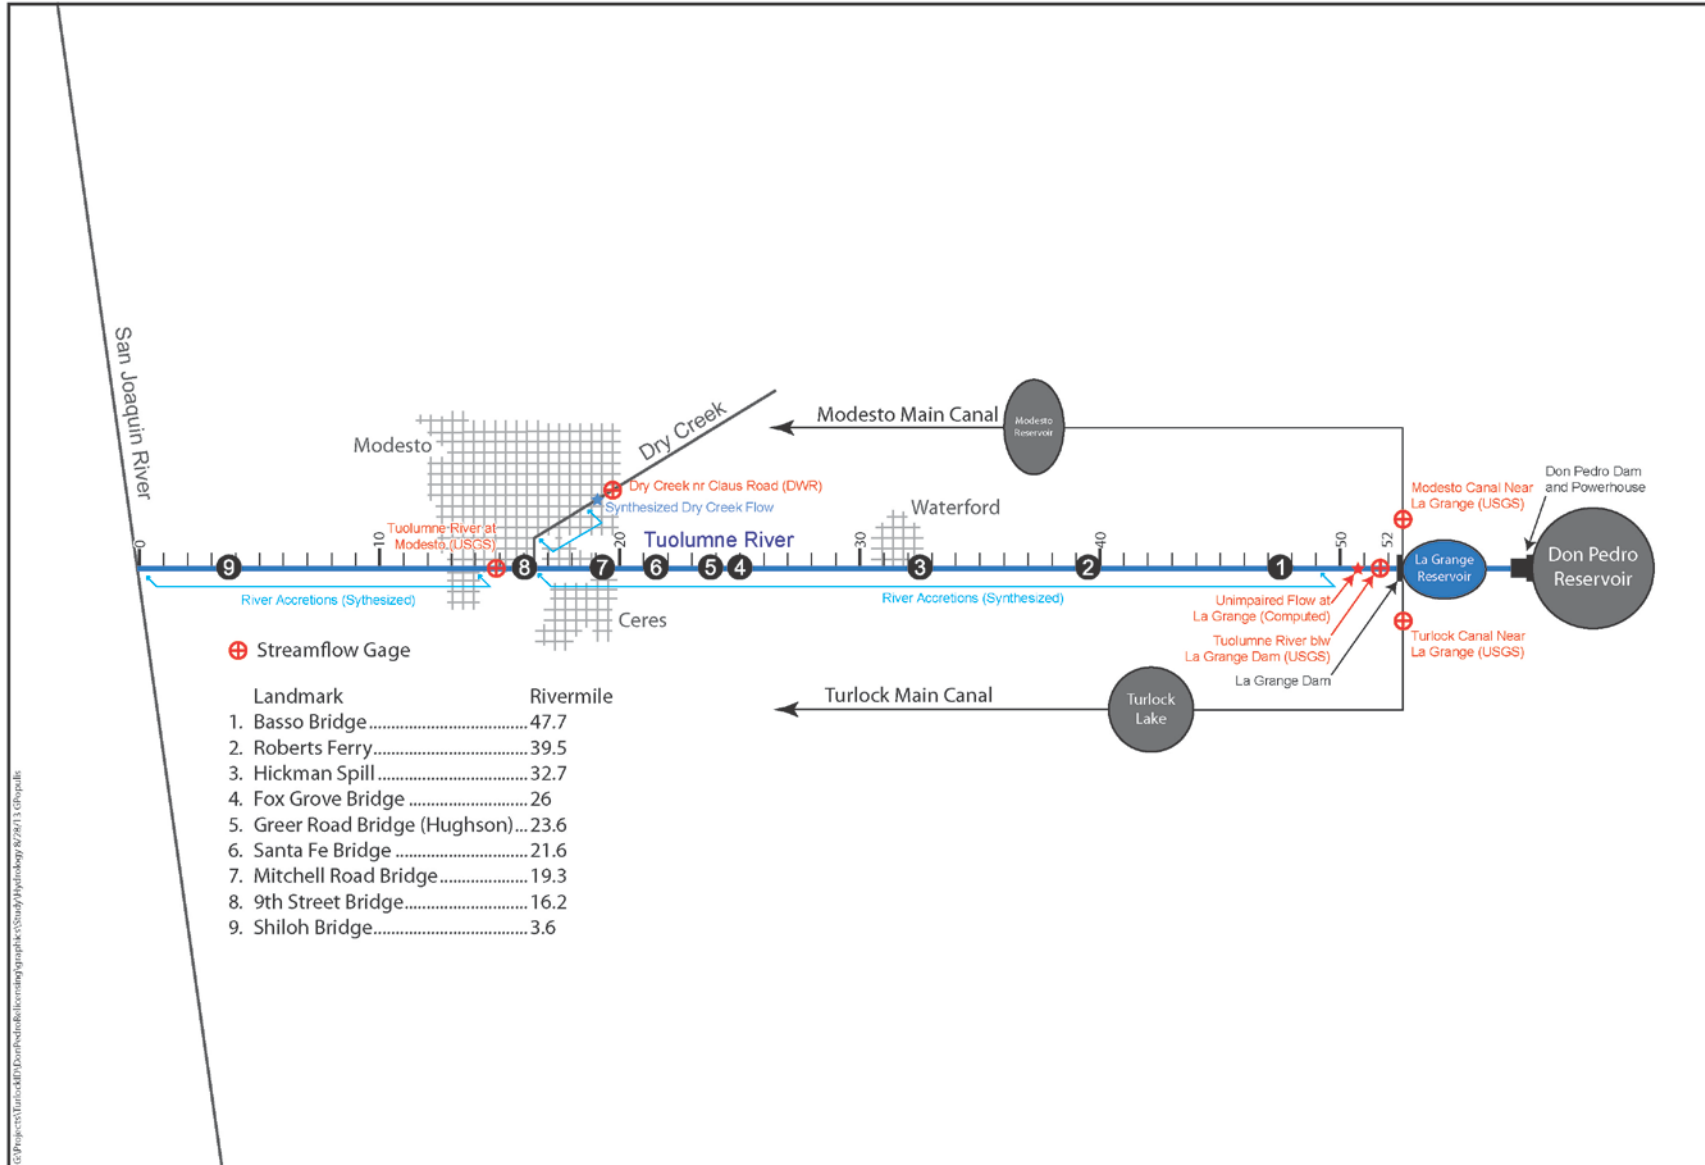 San Joaquin River
Modesto
Dry Creek
Dry Creek nr Claus Road (DWR)
Synthesized Dry Creek Flow
Tuolumne River at
Modesto (USGS)
Tuolumne River
Waterford
Ceres
Modesto Main Canal
Modesto
Reservoir
Modesto Canal Near
La Grange (USGS)
Don Pedro Dam
and Powerhouse
0
10
20
30
40
50
52
9
8
7
6
5
4
3
2
1
La Grange
Reservoir
Don Pedro
Reservoir
River Accretions (Sythesized)
River Accretions (Synthesized)
Unimpaired Flow at
La Grange (Computed)
Tuolumne River blw
La Grange Dam (USGS)
La Grange Dam
Turlock Canal Near
La Grange (USGS)
Turlock Main Canal
Turlock
Lake
Streamflow Gage
Landmark Rivermile
1. Basso Bridge.............................47.7
2. Roberts Ferry............................39.5
3. Hickman Spill...........................32.7
4. Fox Grove Bridge .....................26
5. Greer Road Bridge (Hughson)...23.6
6. Santa Fe Bridge .......................21.6
7. Mitchell Road Bridge................19.3
8. 9th Street Bridge......................16.2
9. Shiloh Bridge............................3.6